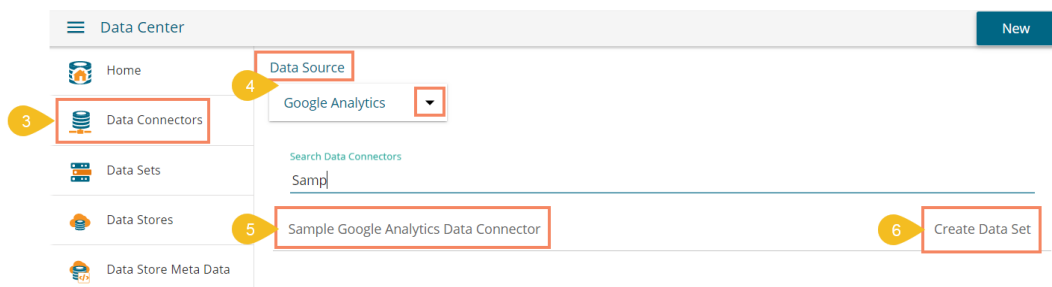 Data Center
New
Home
Data Source
4
Google Analytics
3
Data Connectors
Search Data Connectors
Samp
Data Sets
Data Stores
5
Sample Google Analytics Data Connector
6
Create Data Set
Data Store Meta Data